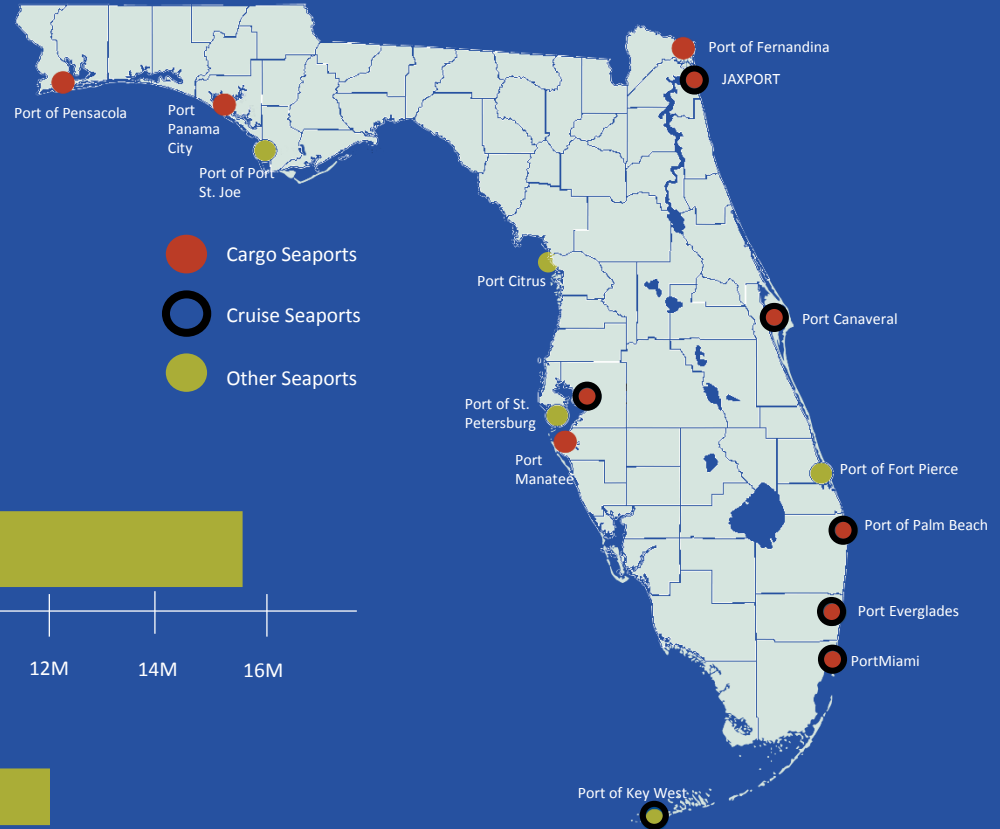 Port of Fernandina
JAXPORT
Port of Pensacola
Port
Panama
City
Port of Port
St. Joe
Cargo Seaports
Port Citrus
Cruise Seaports
Port Canaveral
Other Seaports
Port of St.
Petersburg
Port
Manatee
Port of Fort Pierce
Port of Palm Beach
Port Everglades
12M
14M
16M
PortMiami
Port of Key West